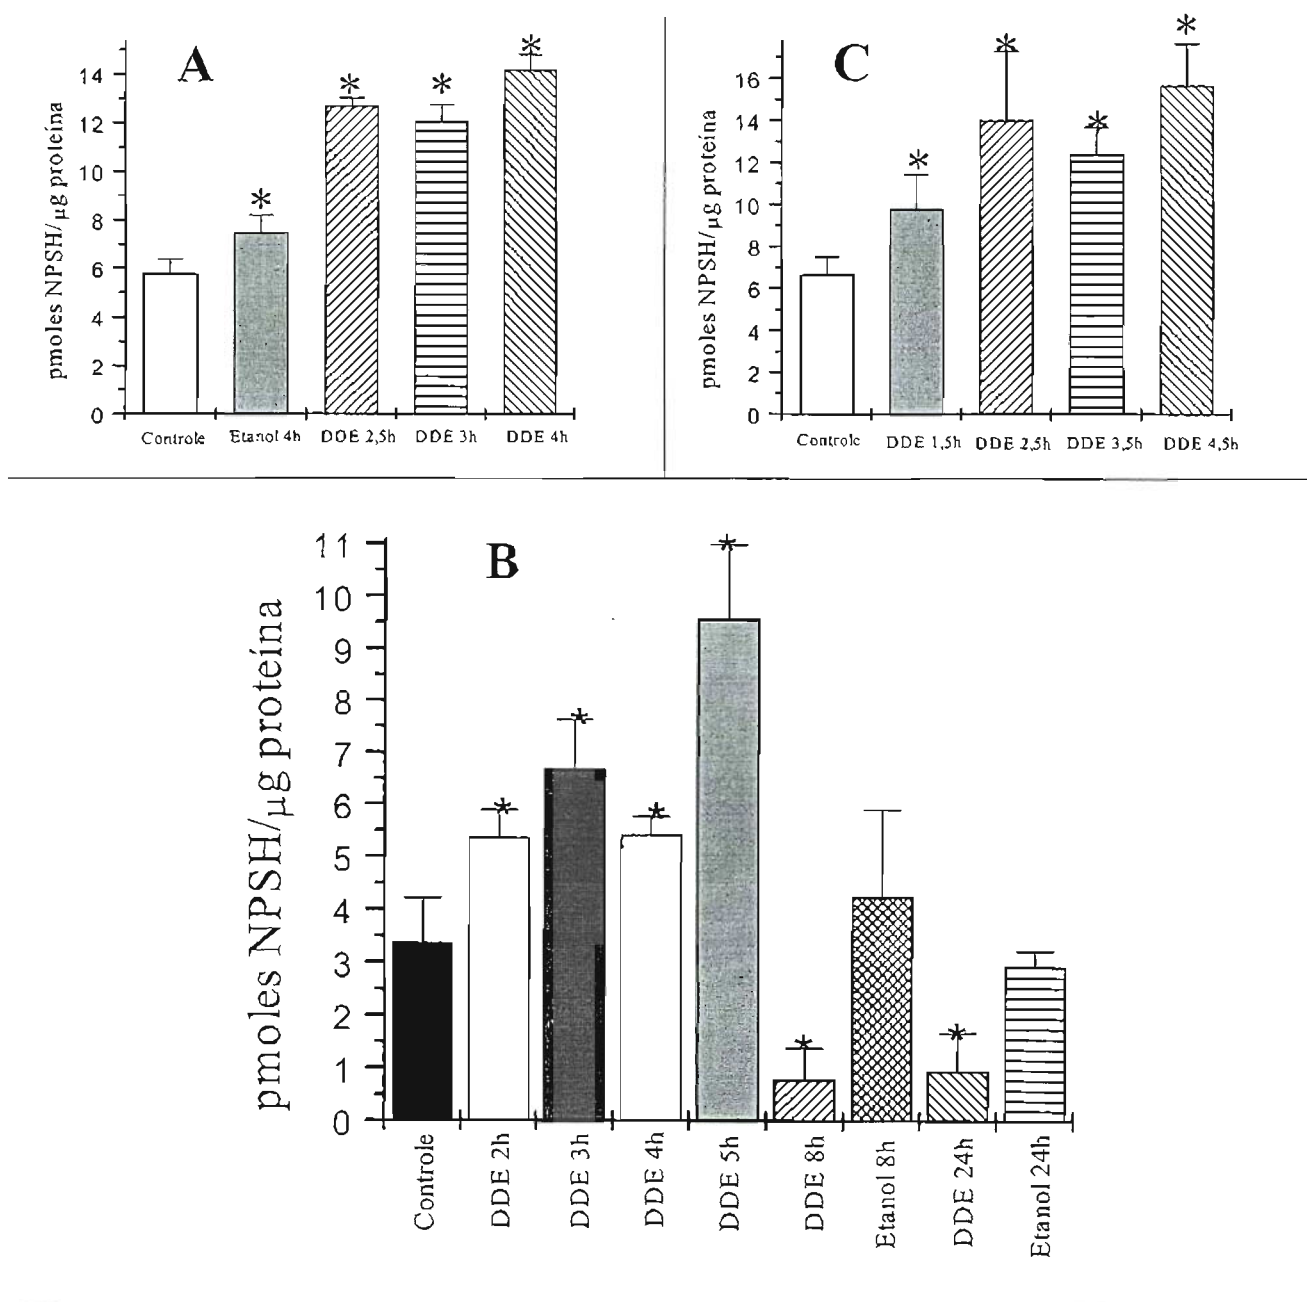 A
pmoles NPSH/µg proteína
14
12
10
8
6
4
2
0
* * * *
Controle Etanol 4h DDE 2,5h DDE 3h DDE 4h
C
pmoles NPSH/µg proteína
16
14
12
10
8
6
4
2
0
* * * *
Controle DDE 1,5h DDE 2,5h DDE 3,5h DDE 4,5h
B
pmoles NPSH/µg proteína
11
10
9
8
7
6
5
4
3
2
1
0
* * * * * *
Controle
DDE 2h
DDE 3h
DDE 4h
DDE 5h
DDE 8h
Etanol 8h
DDE 24h
Etanol 24h